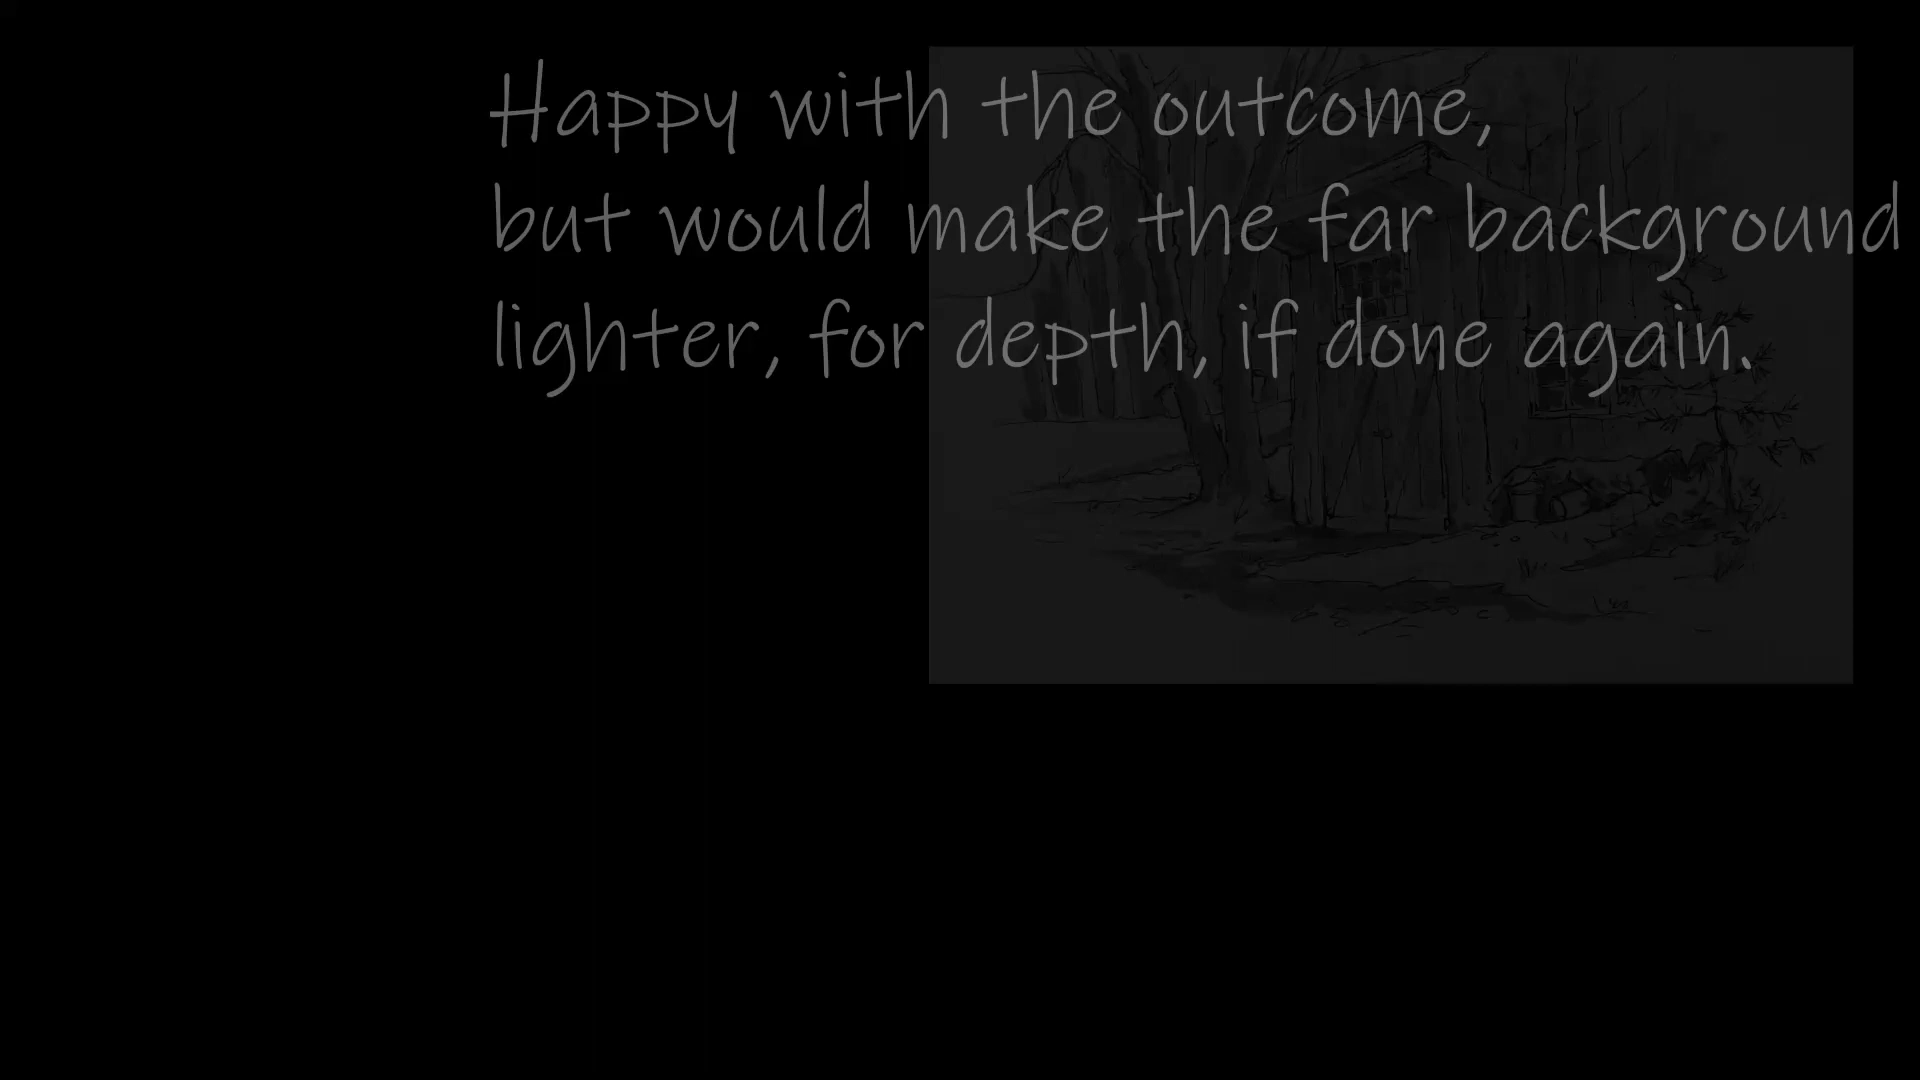 Happy with the outcome,
but would make the far background
lighter, for depth, if done again.